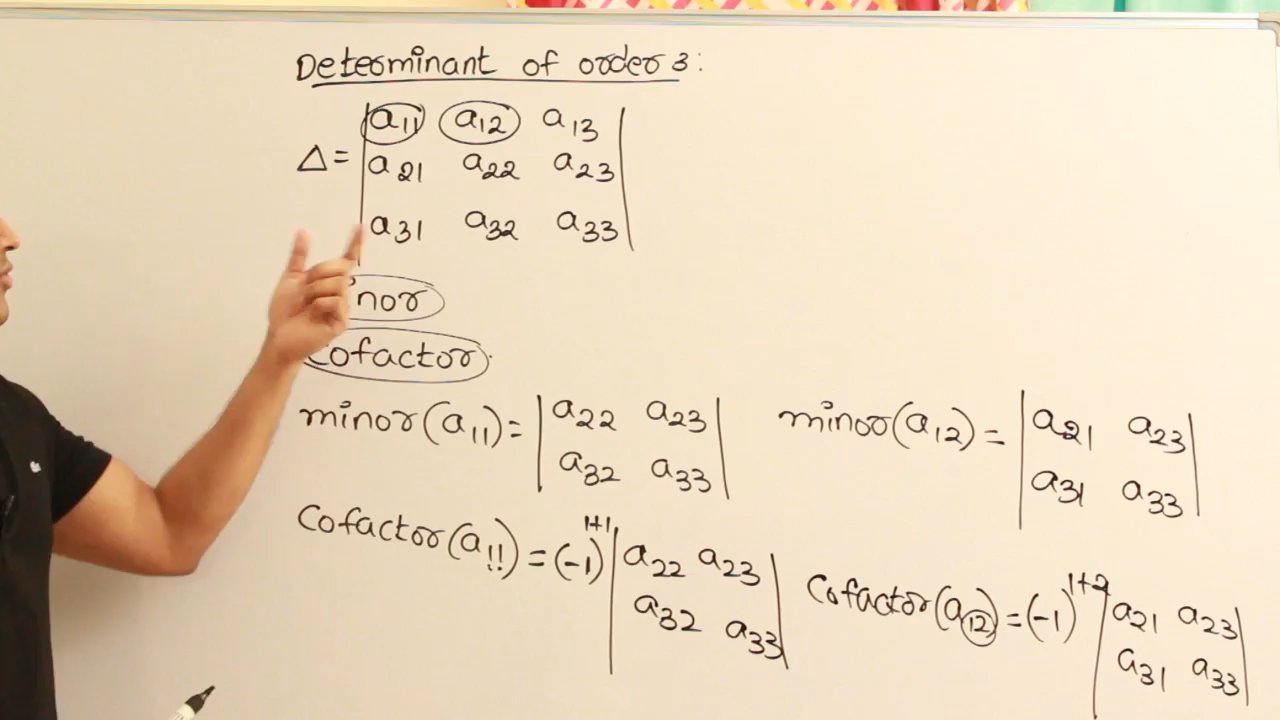 Determinant of order 3:
Δ = | a11 a12 a13 |
| a21 a22 a23 |
| a31 a32 a33 |
Cofactor
minor(a11) = | a22 a23 |
| a32 a33 |
minor(a12) = | a21 a23 |
| a31 a33 |
Cofactor(a11) = (-1)^1+1 | a22 a23 |
| a32 a33 |
Cofactor(a12) = (-1)^1+2 | a21 a23 |
| a31 a33 |